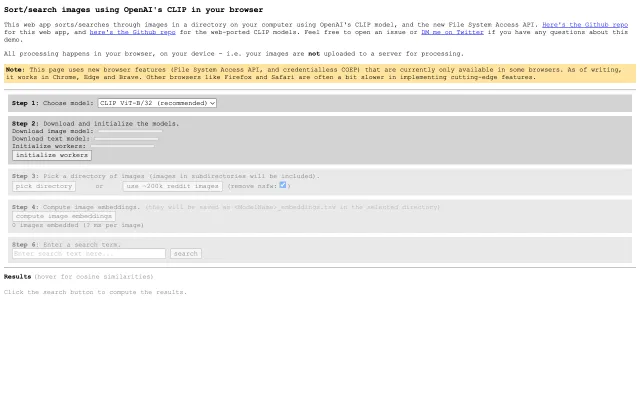 Sort/search images using OpenAI's CLIP in your browser
This web app sorts/searches through images in a directory on your computer using OpenAI's CLIP model, and the new File System Access API. Here's the Github repo
for this web app, and here's the Github repo for the web-ported CLIP models. Feel free to open an issue or DM me on Twitter if you have any questions about this
demo.
All processing happens in your browser, on your device - i.e. your images are not uploaded to a server for processing.
Note: This page uses new browser features (File System Access API, and credentialless COEP) that are currently only available in some browsers. As of writing,
it works in Chrome, Edge and Brave. Other browsers like Firefox and Safari are often a bit slower in implementing cutting-edge features.
Step 1: Choose model: CLIP ViT-B/32 (recommended)
Step 2: Download and initialize the models.
Download image model:
Download text model:
Initialize workers:
initialize workers
Step 3: Pick a directory of images (images in subdirectories will be included).
pick directory or use ~200k reddit images (remove nsfw: )
Step 4: Compute image embeddings. (they will be saved as <ModelName>_embeddings.tsv in the selected directory)
compute image embeddings
0 images embedded (? ms per image)
Step 5: Enter a search term.
Enter search text here... search
Results (hover for cosine similarities)
Click the search button to compute the results.